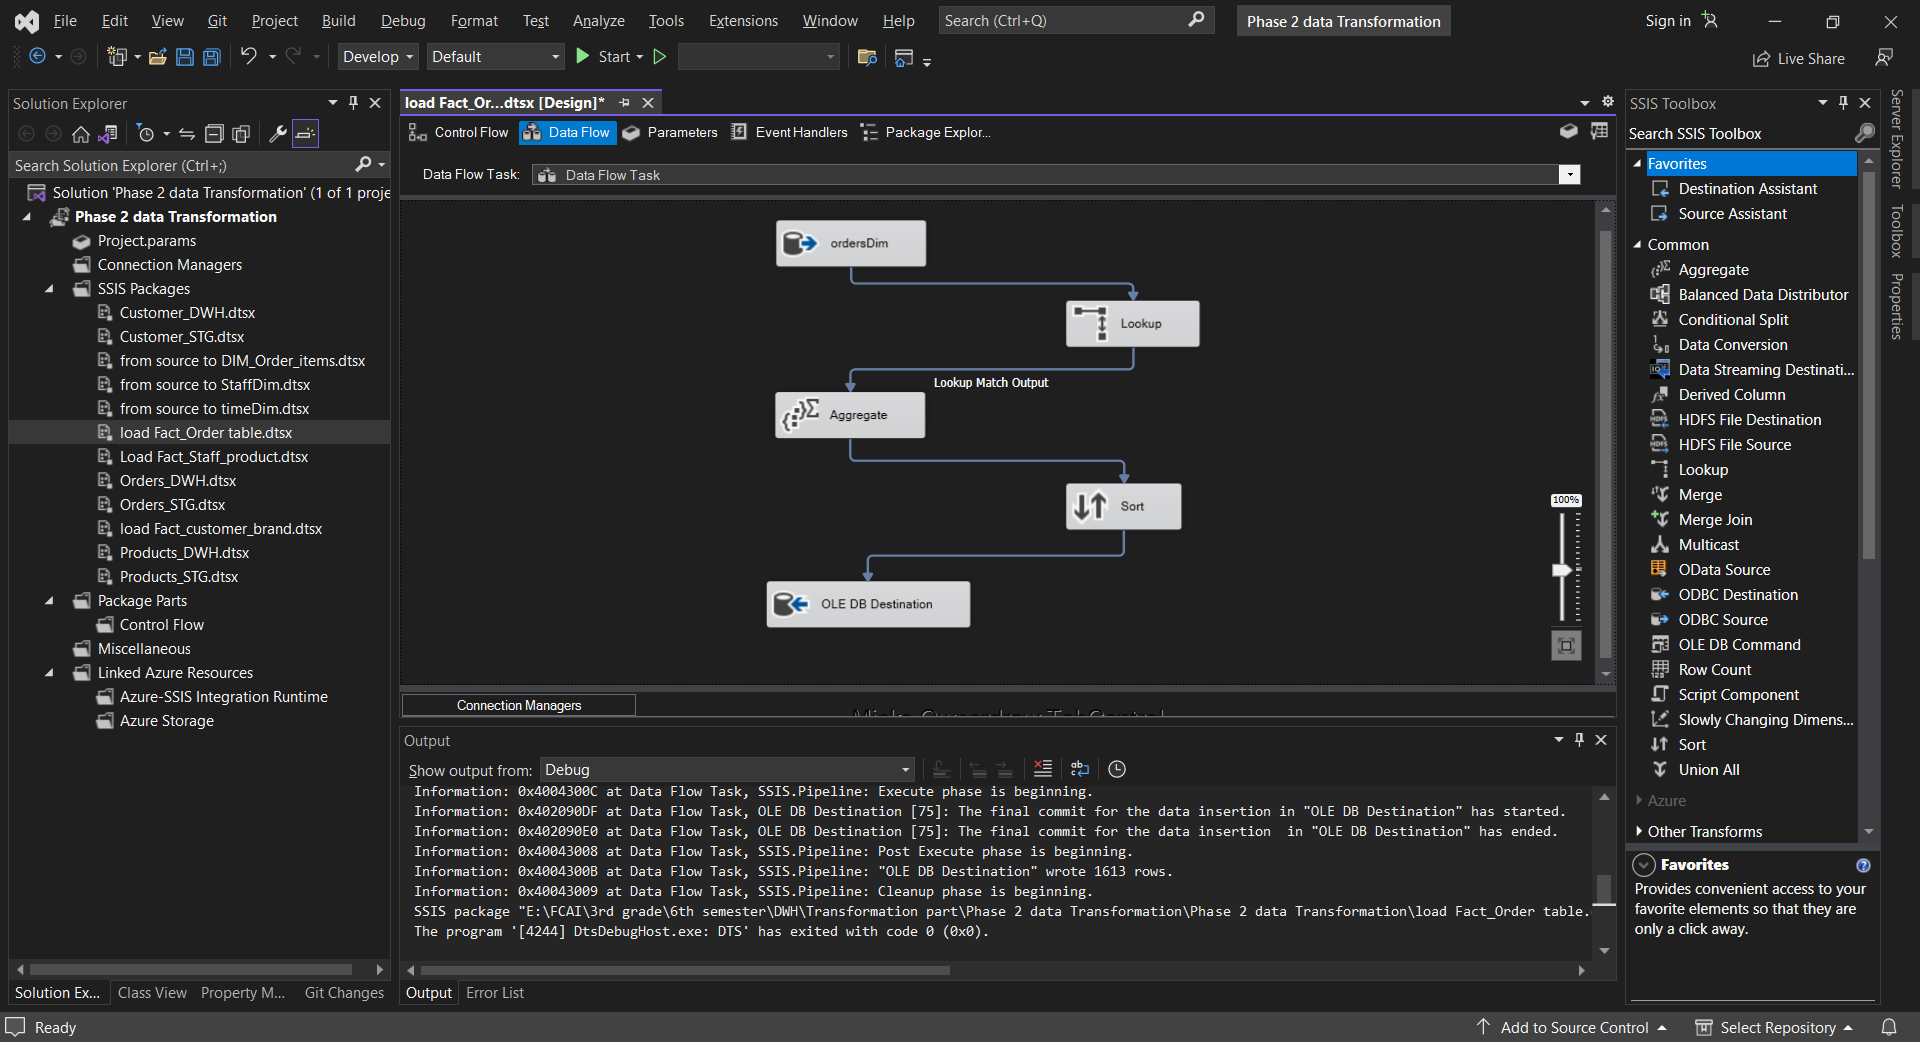 File Edit View Git Project Build Debug Format Test Analyze Tools Extensions Window Help Search (Ctrl+Q) Phase 2 data Transformation Sign in
Develop Default Start Live Share
Solution Explorer
Search Solution Explorer (Ctrl+;)
Solution 'Phase 2 data Transformation' (1 of 1 proje
Phase 2 data Transformation
Project.params
Connection Managers
SSIS Packages
Customer_DWH.dtsx
Customer_STG.dtsx
from source to DIM_Order_items.dtsx
from source to StaffDim.dtsx
from source to timeDim.dtsx
load Fact_Order table.dtsx
Load Fact_Staff_product.dtsx
Orders_DWH.dtsx
Orders_STG.dtsx
load Fact_customer_brand.dtsx
Products_DWH.dtsx
Products_STG.dtsx
Package Parts
Control Flow
Miscellaneous
Linked Azure Resources
Azure-SSIS Integration Runtime
Azure Storage
Solution Ex... Class View Property M... Git Changes
load Fact_Or...dtsx [Design]*
Control Flow Data Flow Parameters Event Handlers Package Explor...
Data Flow Task: Data Flow Task
ordersDim
Lookup
Lookup Match Output
Aggregate
Sort
OLE DB Destination
100%
Connection Managers
Output
Show output from: Debug
Information: 0x4004300C at Data Flow Task, SSIS.Pipeline: Execute phase is beginning.
Information: 0x402090DF at Data Flow Task, OLE DB Destination [75]: The final commit for the data insertion in "OLE DB Destination" has started.
Information: 0x402090E0 at Data Flow Task, OLE DB Destination [75]: The final commit for the data insertion  in "OLE DB Destination" has ended.
Information: 0x40043008 at Data Flow Task, SSIS.Pipeline: Post Execute phase is beginning.
Information: 0x4004300B at Data Flow Task, SSIS.Pipeline: "OLE DB Destination" wrote 1613 rows.
Information: 0x40043009 at Data Flow Task, SSIS.Pipeline: Cleanup phase is beginning.
SSIS package "E:\FCAI\3rd grade\6th semester\DWH\Transformation part\Phase 2 data Transformation\Phase 2 data Transformation\load Fact_Order table.
The program '[4244] DtsDebugHost.exe: DTS' has exited with code 0 (0x0).
Output Error List
SSIS Toolbox
Search SSIS Toolbox
Favorites
Destination Assistant
Source Assistant
Common
Aggregate
Balanced Data Distributor
Conditional Split
Data Conversion
Data Streaming Destinati...
Derived Column
HDFS File Destination
HDFS File Source
Lookup
Merge
Merge Join
Multicast
OData Source
ODBC Destination
ODBC Source
OLE DB Command
Row Count
Script Component
Slowly Changing Dimens...
Sort
Union All
Azure
Other Transforms
Favorites
Provides convenient access to your
favorite elements so that they are
only a click away.
Server Explorer
Toolbox
Properties
Ready Add to Source Control Select Repository